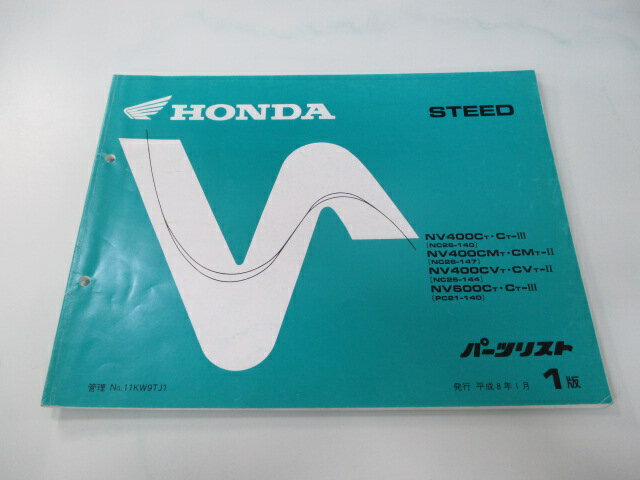 HONDA
STEED
NV400CT・CT-III
[NC26-140]
NV400CMT・CMT-II
[NC26-147]
NV400CVT・CVT-II
[NC26-144]
NV600CT・CT-III
[PC21-140]
パーツリスト
管理 No.11KW9TJ1
発行 平成8年1月 1版